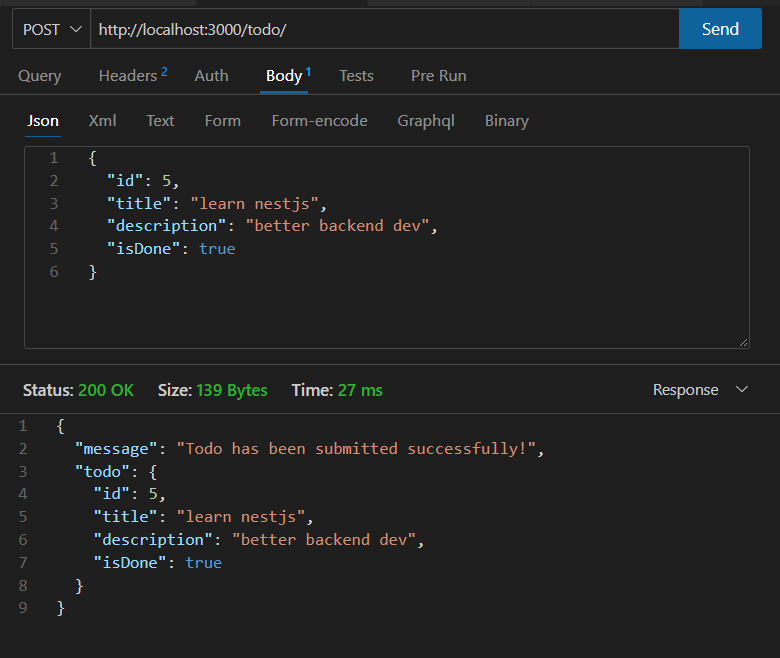 POST http://localhost:3000/todo/ Send
Query Headers 2 Auth Body 1 Tests Pre Run
Json Xml Text Form Form-encode Graphql Binary
1 {
2 "id": 5,
3 "title": "learn nestjs",
4 "description": "better backend dev",
5 "isDone": true
6 }
Status: 200 OK Size: 139 Bytes Time: 27 ms Response
1 {
2 "message": "Todo has been submitted successfully!",
3 "todo": {
4 "id": 5,
5 "title": "learn nestjs",
6 "description": "better backend dev",
7 "isDone": true
8 }
9 }